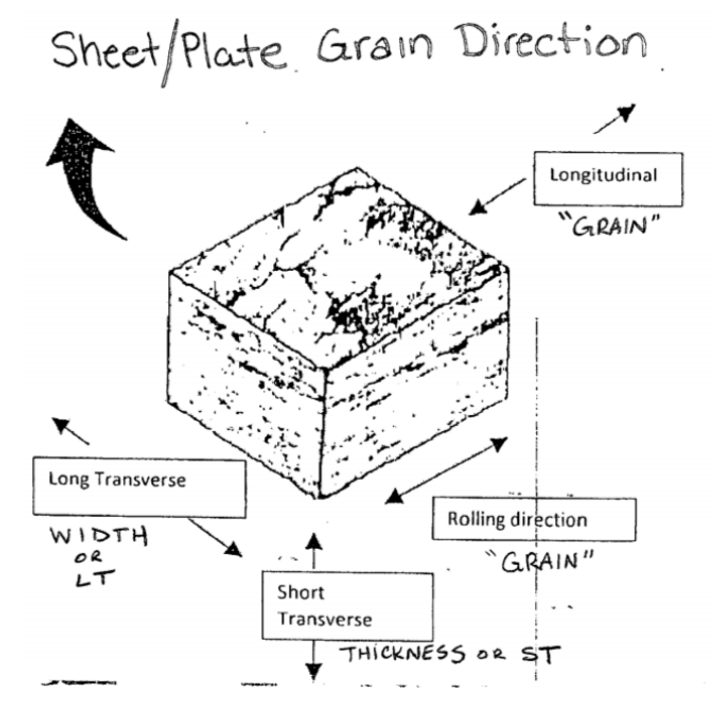 Sheet/Plate Grain Direction
Longitudinal
"GRAIN"
Long Transverse
WIDTH
OR
LT
Rolling direction
"GRAIN"
Short
Transverse
THICKNESS OR ST